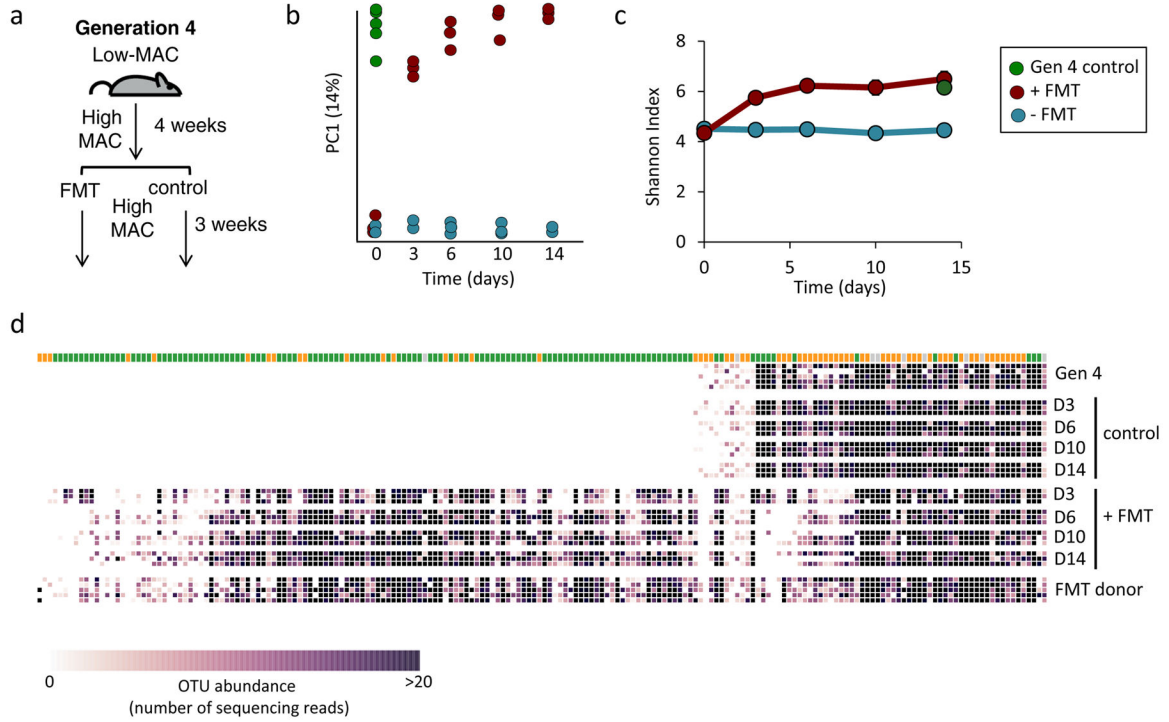 a
Generation 4
Low-MAC
High
MAC
4 weeks
FMT
control
High
MAC
3 weeks
b
PC1 (14%)
0 3 6 10 14
Time (days)
c
Shannon Index
8
6
4
2
0
0 5 10 15
Time (days)
Gen 4 control
+ FMT
- FMT
d
Gen 4
D3
D6
D10
D14
control
D3
D6
D10
D14
+ FMT
FMT donor
0 >20
OTU abundance
(number of sequencing reads)